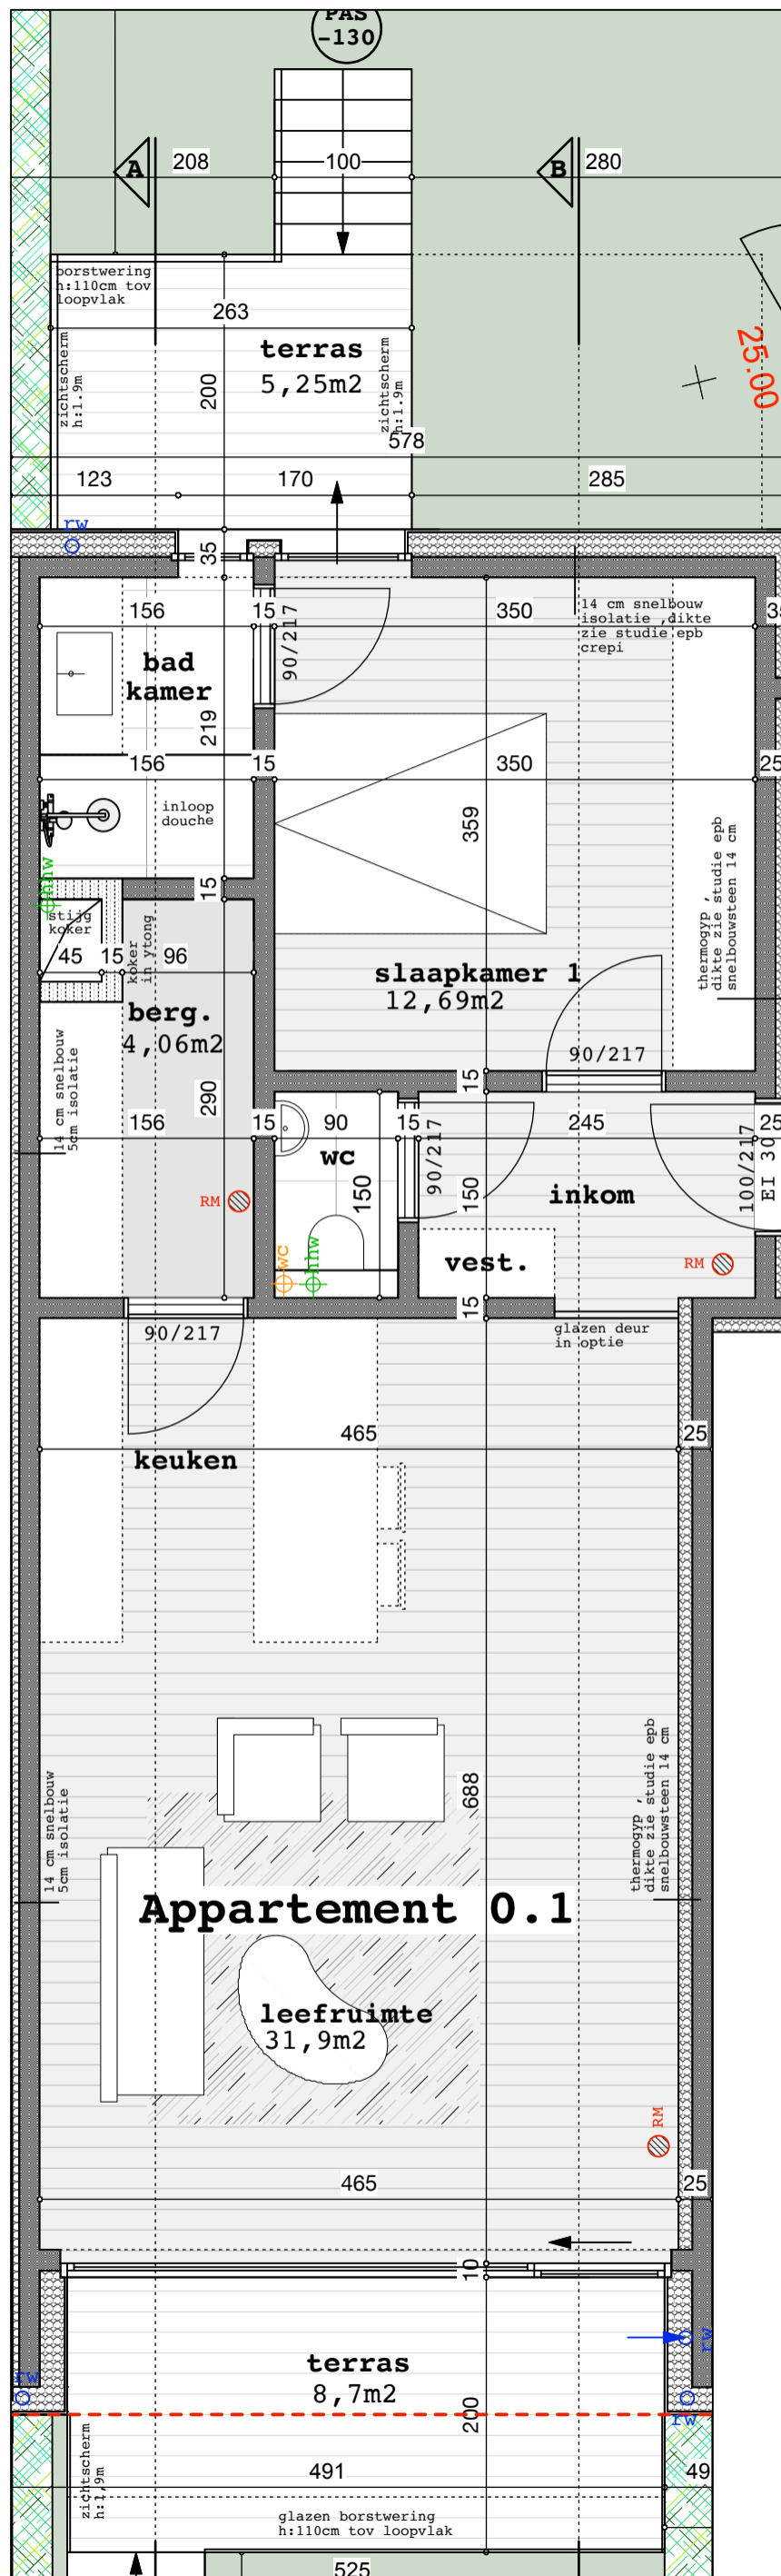 PAS
-130
A
208
100
B
280
borstwering
h:110cm tov
loopvlak
263
terras
5,25m2
zichtscherm
h:1.9m
zichtscherm
h:1.9m
200
25.00
578
123
170
285
rw
35
156
15
90/217
350
14 cm snelbouw
isolatie ,dikte
zie studie epb
crepi
bad
kamer
219
156
15
350
25
inloop
douche
359
thermogyp ,
dikte zie studie epb
snelbouwsteen 14 cm
hhw
15
stijg
koker
45
15
96
koker
in ytong
slaapkamer 1
12,69m2
berg.
4,06m2
90/217
14 cm snelbouw
5cm isolatie
290
15
156
15
90
15
90/217
245
25
100/217
EI 30
wc
150
150
inkom
RM
wc
hhw
vest.
RM
15
90/217
glazen deur
in optie
465
25
keuken
688
thermogyp ,
dikte zie studie epb
snelbouwsteen 14 cm
14 cm snelbouw
5cm isolatie
Appartement 0.1
leefruimte
31,9m2
RM
465
25
10
terras
8,7m2
rw
rw
rw
200
zichtscherm
h:1,9m
491
49
glazen borstwering
h:110cm tov loopvlak
525